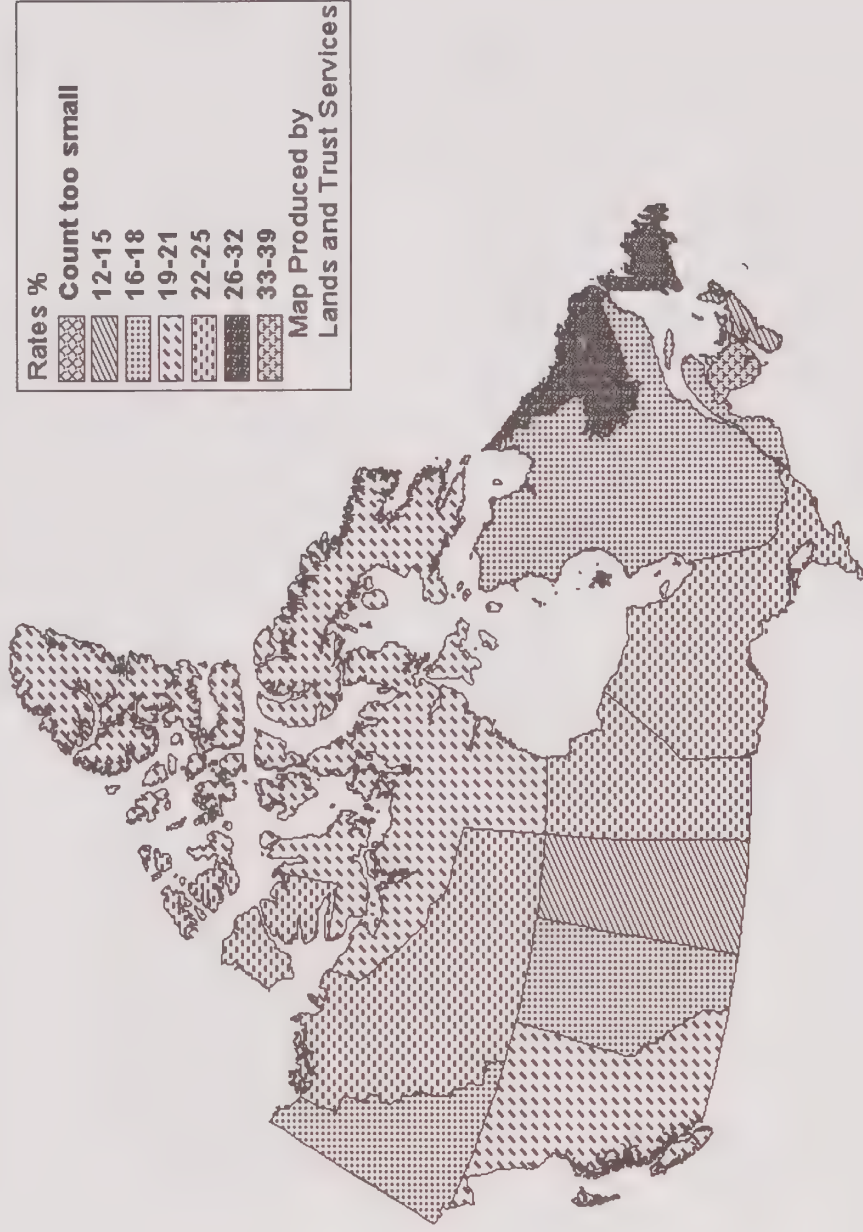 Rates %
Count too small
12-15
16-18
19-21
22-25
26-32
33-39
Map Produced by
Lands and Trust Services